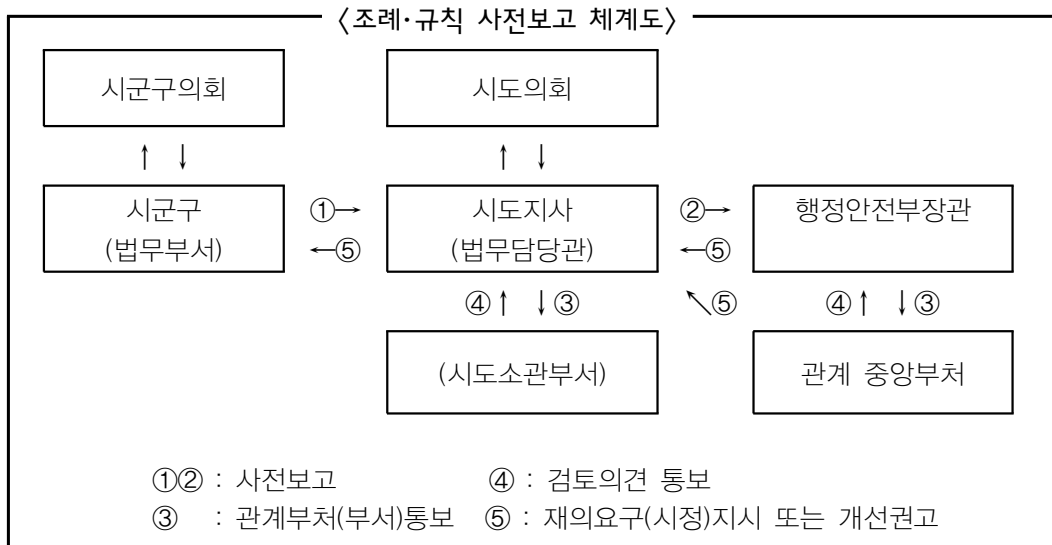 〈조례·규칙 사전보고 체계도〉
시군구의회 시도의회
↑ ↓ ↑ ↓
시군구 ①→ 시도지사 ②→ 행정안전부장관
(법무부서) ←⑤ (법무담당관) ←⑤
④↑ ↓③ ↖⑤ ④↑ ↓③
(시도소관부서) 관계 중앙부처
①② : 사전보고 ④ : 검토의견 통보
③ : 관계부처(부서)통보 ⑤ : 재의요구(시정)지시 또는 개선권고